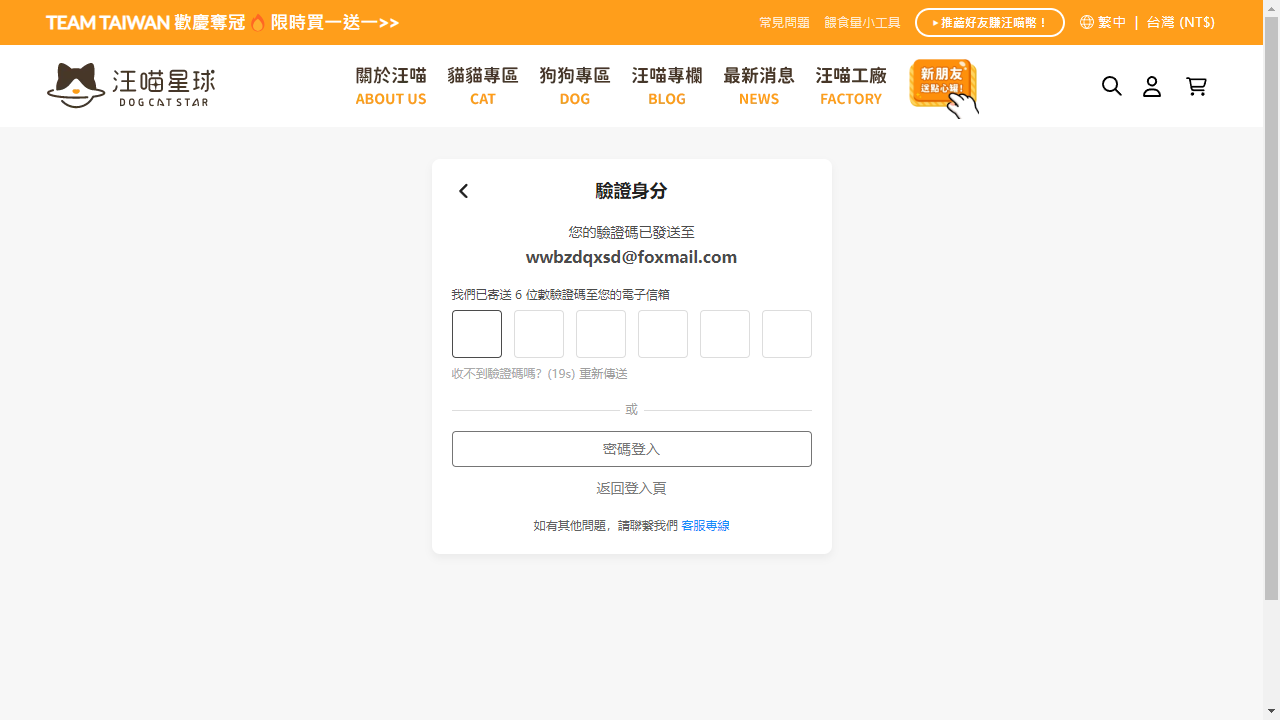 TEAM TAIWAN 歡慶奪冠🔥限時買一送一>>
常見問題
餵食量小工具
▸推薦好友賺汪喵幣！
繁中 | 台灣 (NT$)
汪喵星球
DOG CAT STAR
關於汪喵
ABOUT US
貓貓專區
CAT
狗狗專區
DOG
汪喵專欄
BLOG
最新消息
NEWS
汪喵工廠
FACTORY
新朋友
送點心罐!
驗證身分
您的驗證碼已發送至
wwbzdqxsd@foxmail.com
我們已寄送 6 位數驗證碼至您的電子信箱
收不到驗證碼嗎？(19s) 重新傳送
或
密碼登入
返回登入頁
如有其他問題，請聯繫我們 客服專線